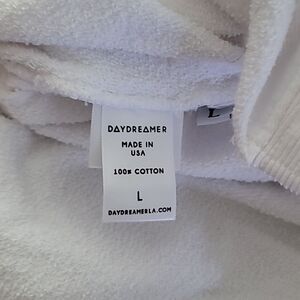 DAYDREAMER
MADE IN
USA
100% COTTON
L
DAYDREAMERLA.COM
L